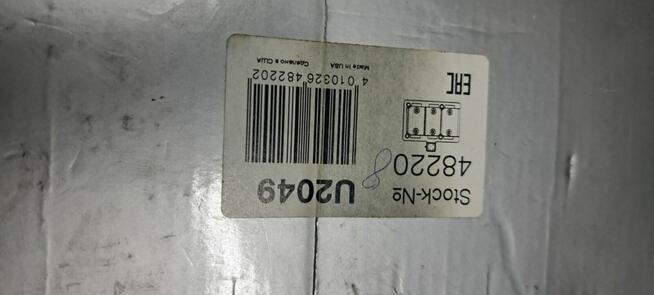 Stock-№ U2049
48220
8
EAC
4 010326 482202
Made in USA
Сделано в США